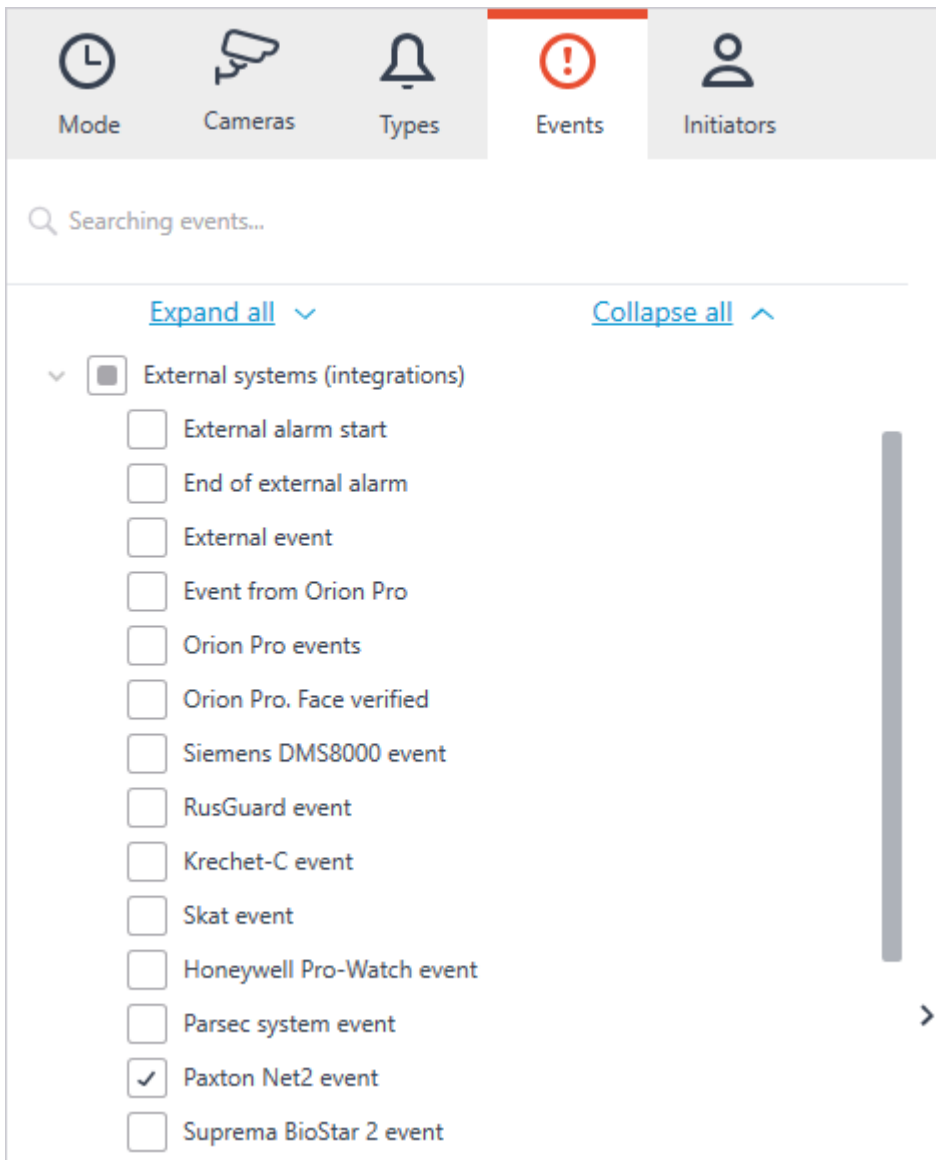 Mode Cameras Types Events Initiators
Searching events...
Expand all Collapse all
External systems (integrations)
External alarm start
End of external alarm
External event
Event from Orion Pro
Orion Pro events
Orion Pro. Face verified
Siemens DMS8000 event
RusGuard event
Krechet-C event
Skat event
Honeywell Pro-Watch event
Parsec system event
Paxton Net2 event
Suprema BioStar 2 event